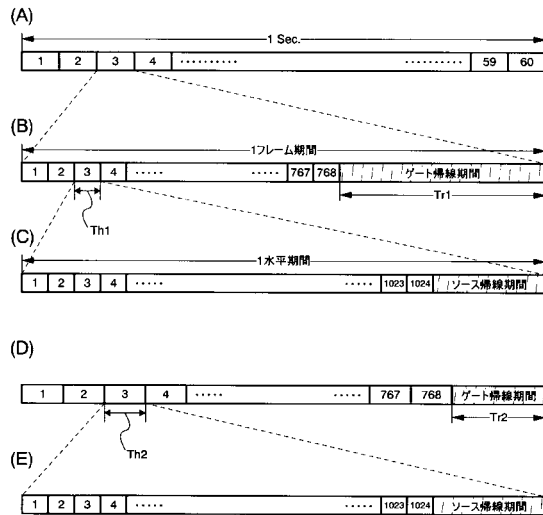 (A)
1 Sec.
1 2 3 4 ·········· ·········· 59 60
(B)
1フレーム期間
1 2 3 4 ····· ····· 767 768 ゲート帰線期間
Th1
Tr1
(C)
1水平期間
1 2 3 4 ····· ····· 1023 1024 ソース帰線期間
(D)
1 2 3 4 ····· ····· 767 768 ゲート帰線期間
Th2
Tr2
(E)
1 2 3 4 ····· ····· 1023 1024 ソース帰線期間